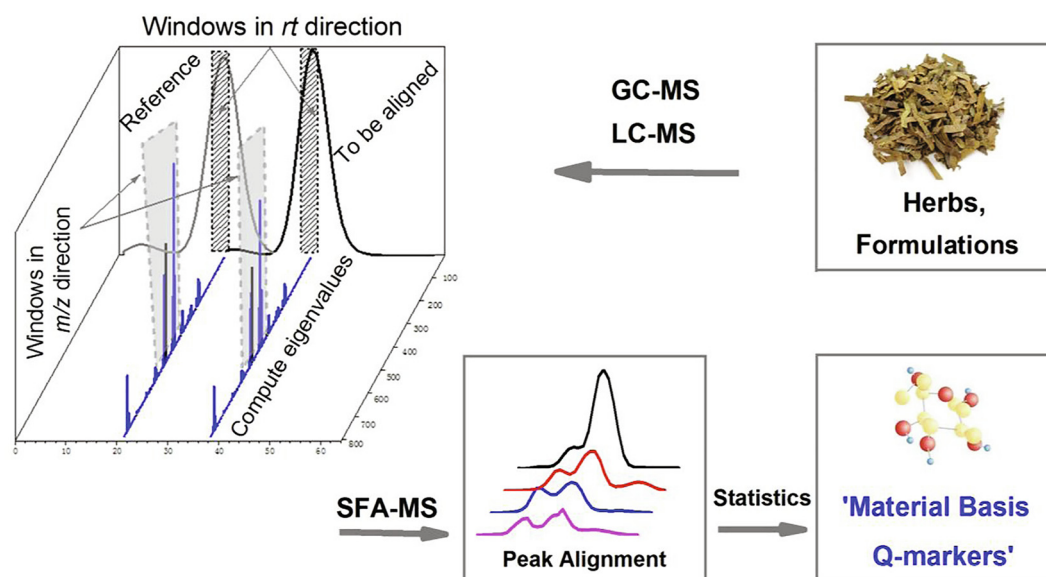 Windows in rt direction
Reference
To be aligned
Windows in
m/z direction
Compute eigenvalues
100
200
300
400
500
600
700
800
0
10
20
30
40
50
60
GC-MS
LC-MS
Herbs,
Formulations
SFA-MS
Peak Alignment
Statistics
'Material Basis
Q-markers'